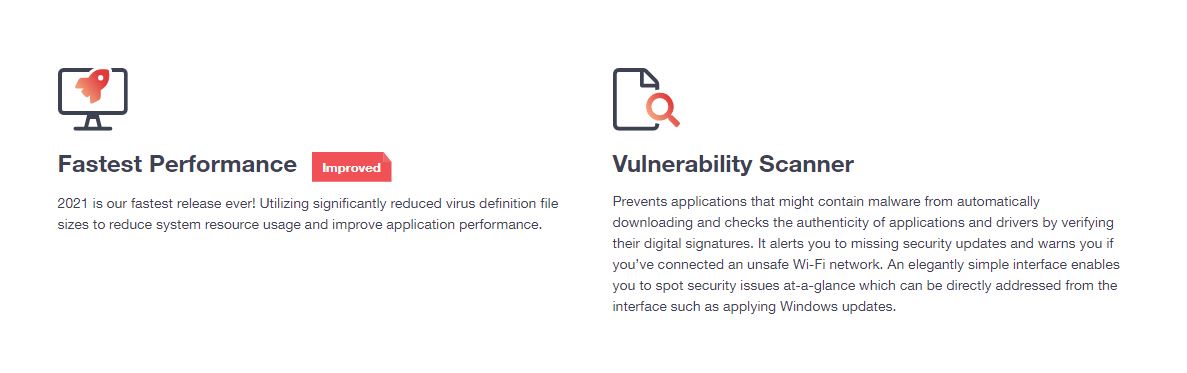 Fastest Performance Improved
2021 is our fastest release ever! Utilizing significantly reduced virus definition file
sizes to reduce system resource usage and improve application performance.
Vulnerability Scanner
Prevents applications that might contain malware from automatically
downloading and checks the authenticity of applications and drivers by verifying
their digital signatures. It alerts you to missing security updates and warns you if
you’ve connected an unsafe Wi-Fi network. An elegantly simple interface enables
you to spot security issues at-a-glance which can be directly addressed from the
interface such as applying Windows updates.